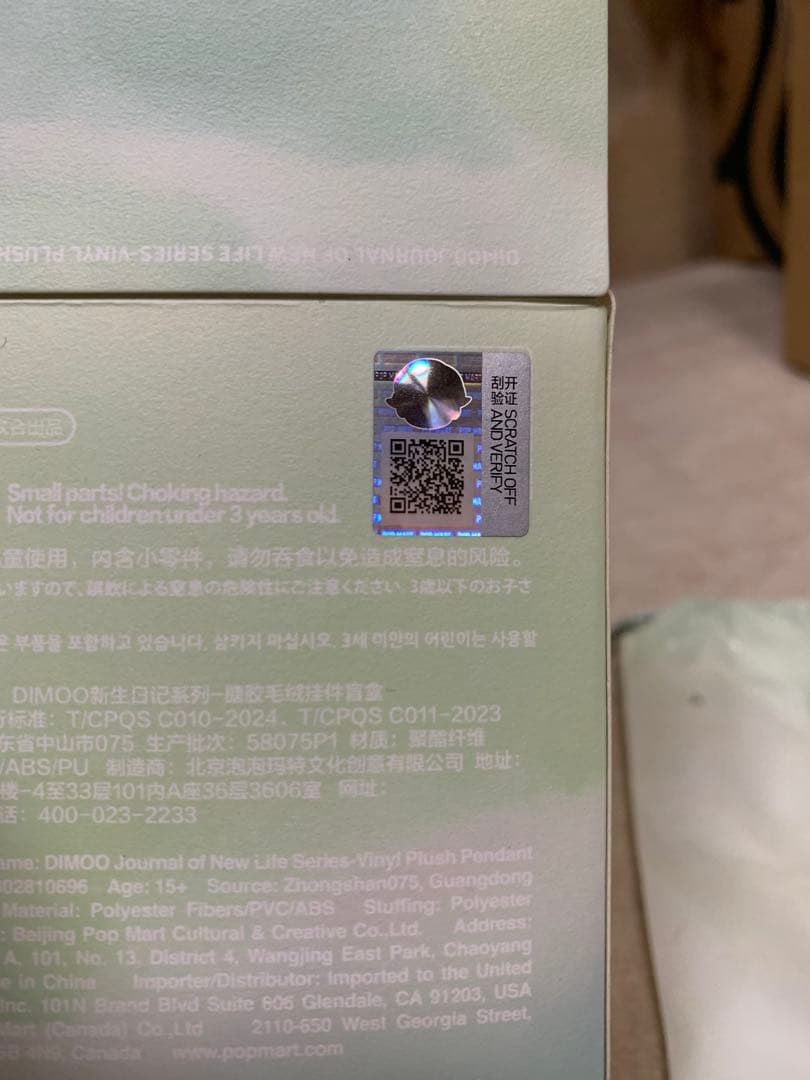 DIMOO JOURNAL OF NEW LIFE SERIES-VINYL PLUSH
开 证 SCRATCH OFF
刮 验 AND VERIFY
Small parts! Choking hazard.
Not for children under 3 years old.
童使用，内含小零件，请勿吞食以免造成窒息的风险。
いますので、誤飲による窒息の危険性にご注意ください。3歳以下のお子さ
은 부품을 포함하고 있습니다. 삼키지 마십시오. 3세 미만의 어린이는 사용할
DIMOO新生日记系列-搪胶毛绒挂件盲盒
标准：T/CPQS C010-2024、T/CPQS C011-2023
东省中山市075 生产批次：58075P1 材质：聚酯纤维
/ABS/PU 制造商：北京泡泡玛特文化创意有限公司 地址：
楼-4至33层101内A座36层3606室 网址：
话：400-023-2233
ame: DIMOO Journal of New Life Series-Vinyl Plush Pendant
02810696 Age: 15+ Source: Zhongshan075, Guangdong
Material: Polyester Fibers/PVC/ABS Stuffing: Polyester
: Beijing Pop Mart Cultural & Creative Co.,Ltd. Address:
A, 101, No. 13, District 4, Wangjing East Park, Chaoyang
e in China Importer/Distributor: Imported to the United
Inc. 101N Brand Blvd Suite 606 Glendale, CA 91203, USA
Mart (Canada) Co.,Ltd 2110-650 West Georgia Street,
B 4N9, Canada www.popmart.com